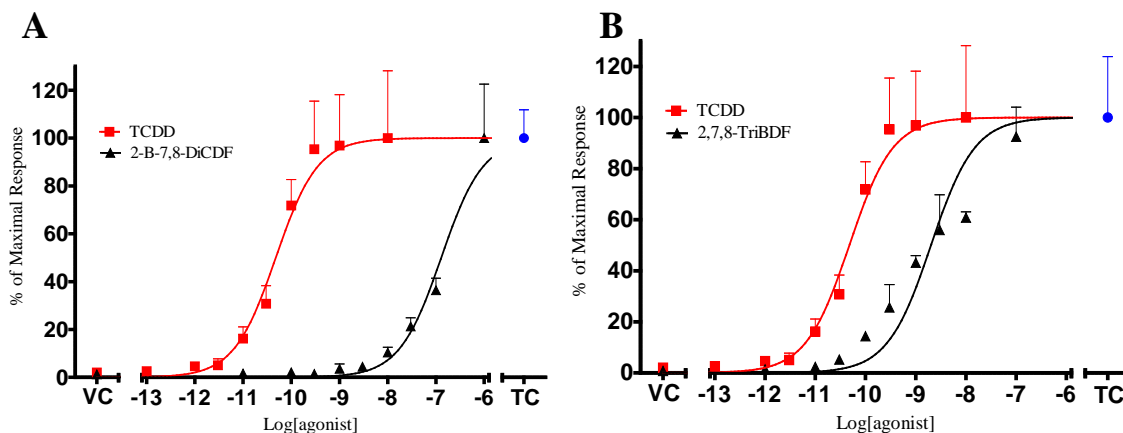 A
% of Maximal Response
120
100
80
60
40
20
0
TCDD
2-B-7,8-DiCDF
VC -13 -12 -11 -10 -9 -8 -7 -6 TC
Log[agonist]
B
% of Maximal Response
120
100
80
60
40
20
0
TCDD
2,7,8-TriBDF
VC -13 -12 -11 -10 -9 -8 -7 -6 TC
Log[agonist]